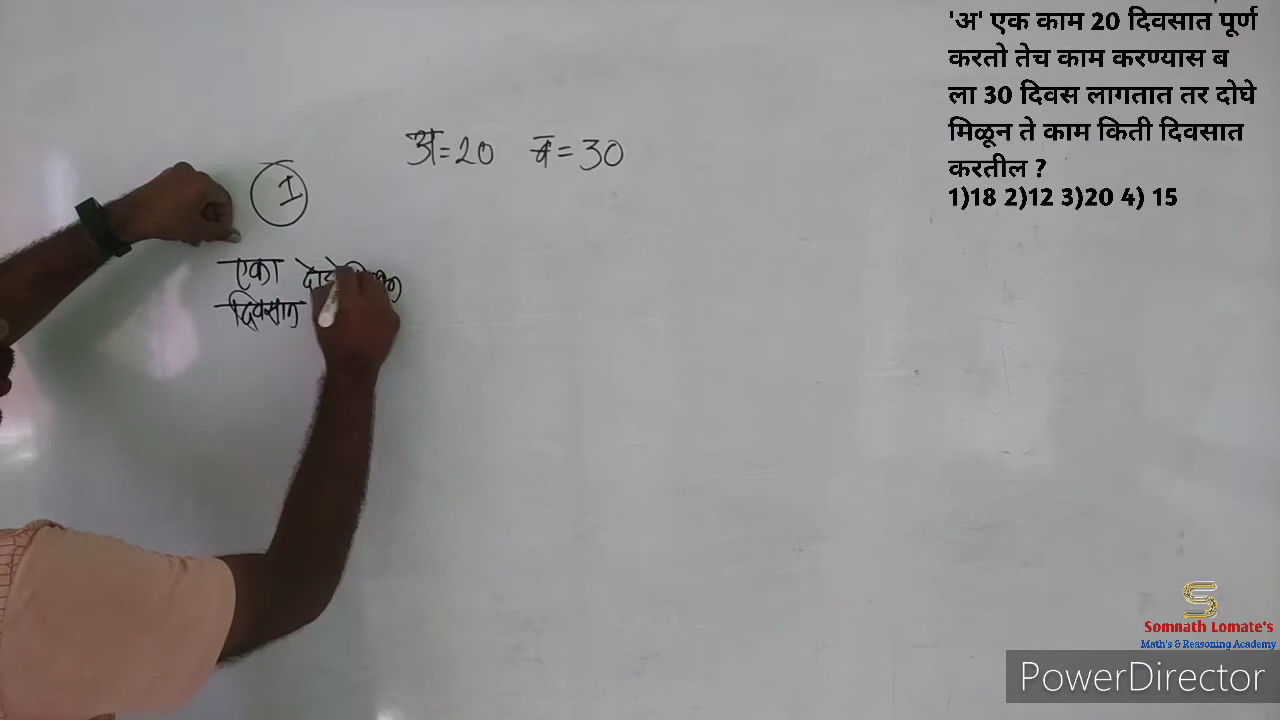 'अ' एक काम 20 दिवसात पूर्ण
करतो तेच काम करण्यास ब
ला 30 दिवस लागतात तर दोघे
मिळून ते काम किती दिवसात
करतील ?
1)18 2)12 3)20 4) 15
अ=20 ब=30
I
एका
दिवसात
Somnath Lomate's
Math's & Reasoning Academy
PowerDirector